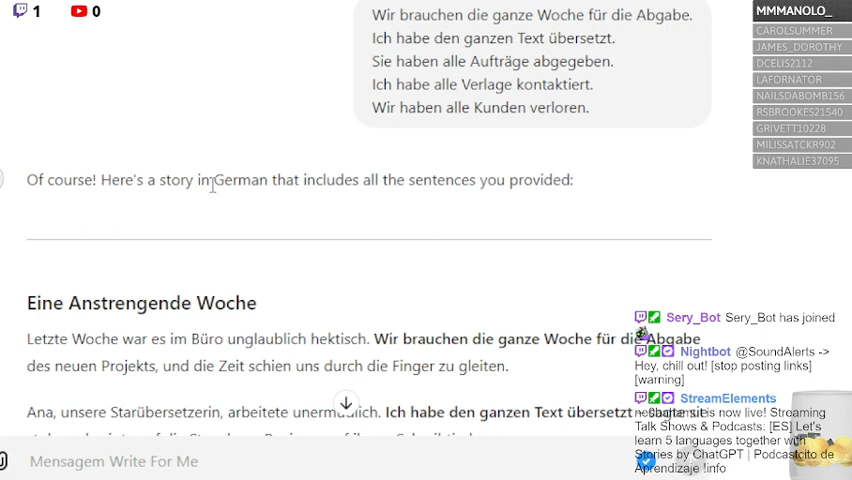 1
0
Wir brauchen die ganze Woche für die Abgabe.
Ich habe den ganzen Text übersetzt.
Sie haben alle Aufträge abgegeben.
Ich habe alle Verlage kontaktiert.
Wir haben alle Kunden verloren.
MMMANOLO_
CAROLSUMMER
JAMES_DOROTHY
DCELIS2112
LAFORNATOR
NAILSDABOMB156
RSBROOKES21540
GRIVETT10228
MILISSATCKR902
KNATHALIE37095
Of course! Here's a story in German that includes all the sentences you provided:
Eine Anstrengende Woche
Letzte Woche war es im Büro unglaublich hektisch. Wir brauchen die ganze Woche für die Abgabe
des neuen Projekts, und die Zeit schien uns durch die Finger zu gleiten.
Ana, unsere Starübersetzerin, arbeitete unermüdlich. Ich habe den ganzen Text übersetzt
Mensagem Write For Me
Sery_Bot Sery_Bot has joined
Nightbot @SoundAlerts ->
Hey, chill out! [stop posting links]
[warning]
StreamElements
is now live! Streaming
Talk Shows & Podcasts: [ES] Let's
learn 5 languages together with
Stories by ChatGPT | Podcastcito de
Aprendizaje !info